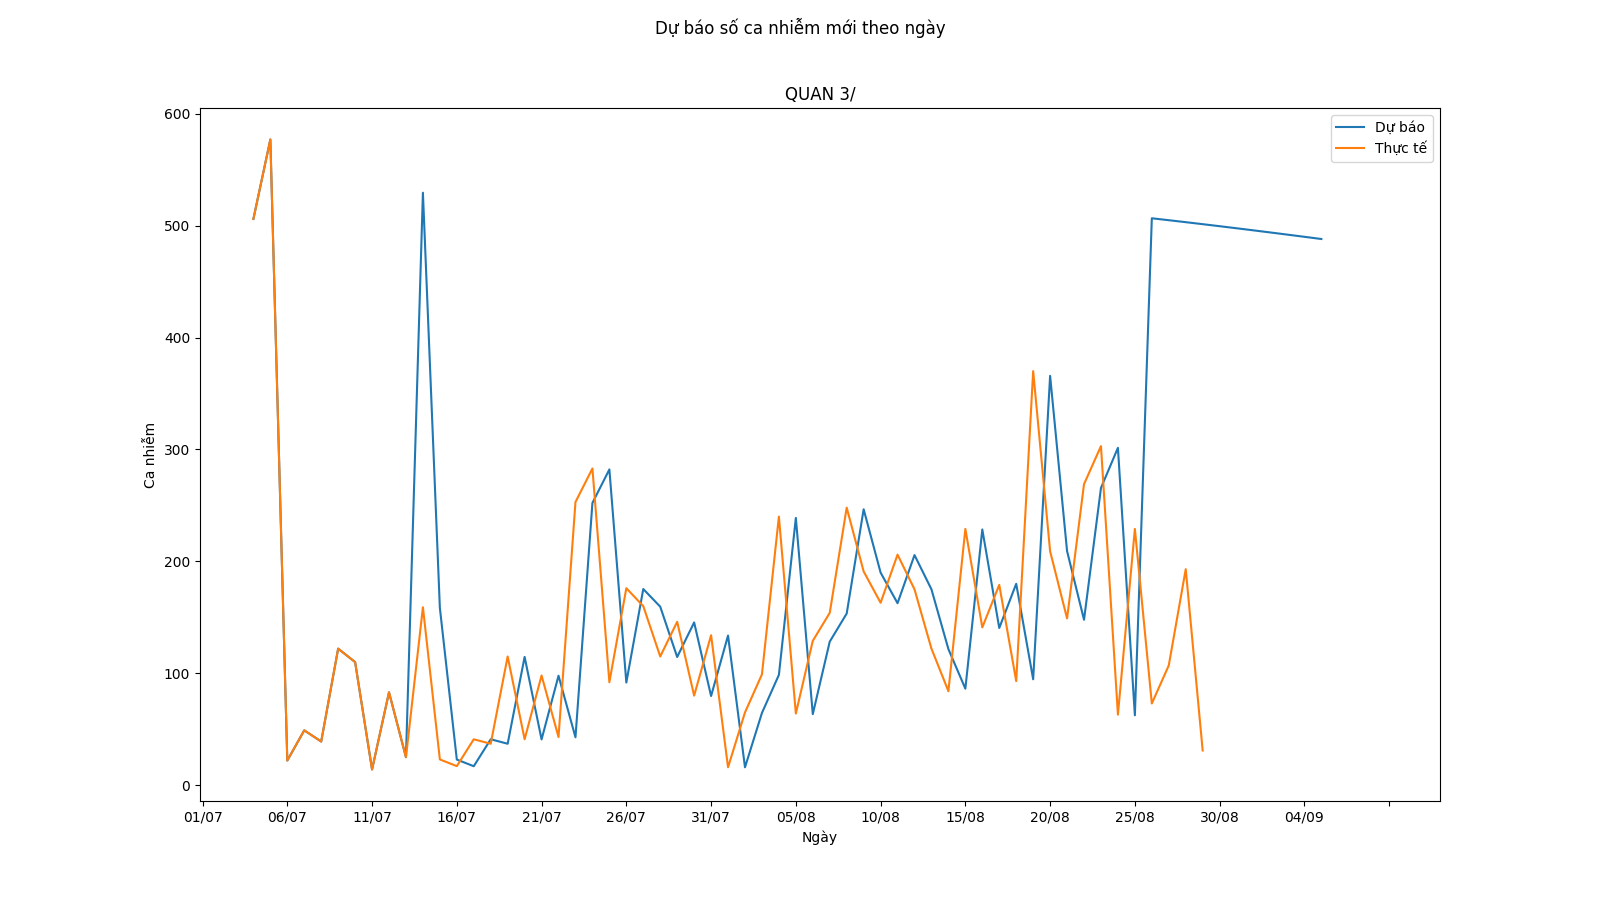 Dự báo số ca nhiễm mới theo ngày
QUAN 3/
Dự báo
Thực tế
600
500
400
300
200
100
0
Ca nhiễm
01/07 06/07 11/07 16/07 21/07 26/07 31/07 05/08 10/08 15/08 20/08 25/08 30/08 04/09
Ngày